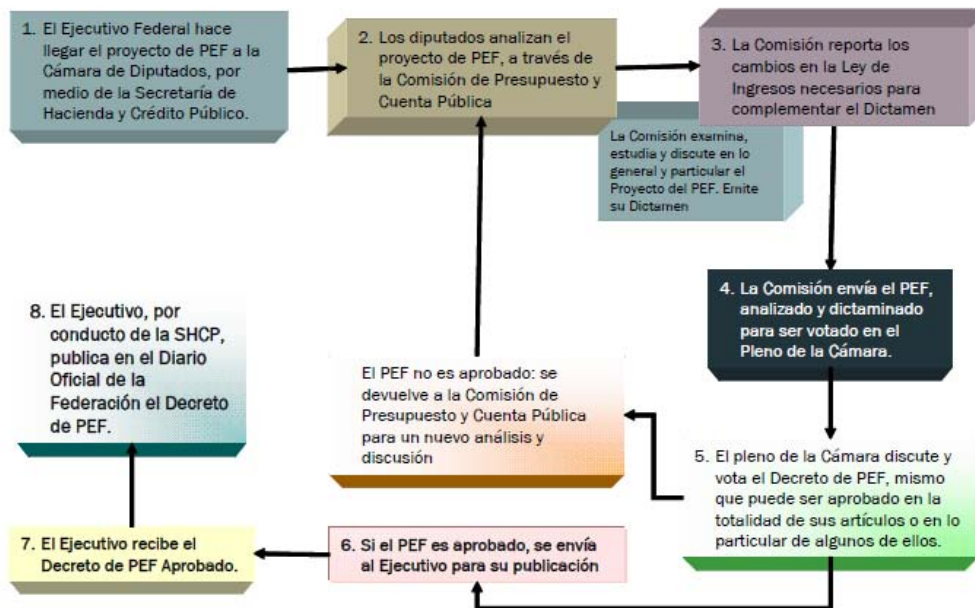 1. El Ejecutivo Federal hace
llegar el proyecto de PEF a la
Cámara de Diputados, por
medio de la Secretaría de
Hacienda y Crédito Público.
2. Los diputados analizan el
proyecto de PEF, a través de
la Comisión de Presupuesto y
Cuenta Pública
3. La Comisión reporta los
cambios en la Ley de
Ingresos necesarios para
complementar el Dictamen
La Comisión examina,
estudia y discute en lo
general y particular el
Proyecto del PEF. Emite
su Dictamen
4. La Comisión envía el PEF,
analizado y dictaminado
para ser votado en el
Pleno de la Cámara.
5. El pleno de la Cámara discute y
vota el Decreto de PEF, mismo
que puede ser aprobado en la
totalidad de sus artículos o en lo
particular de algunos de ellos.
El PEF no es aprobado: se
devuelve a la Comisión de
Presupuesto y Cuenta Pública
para un nuevo análisis y
discusión
6. Si el PEF es aprobado, se envía
al Ejecutivo para su publicación
7. El Ejecutivo recibe el
Decreto de PEF Aprobado.
8. El Ejecutivo, por
conducto de la SHCP,
publica en el Diario
Oficial de la
Federación el Decreto
de PEF.